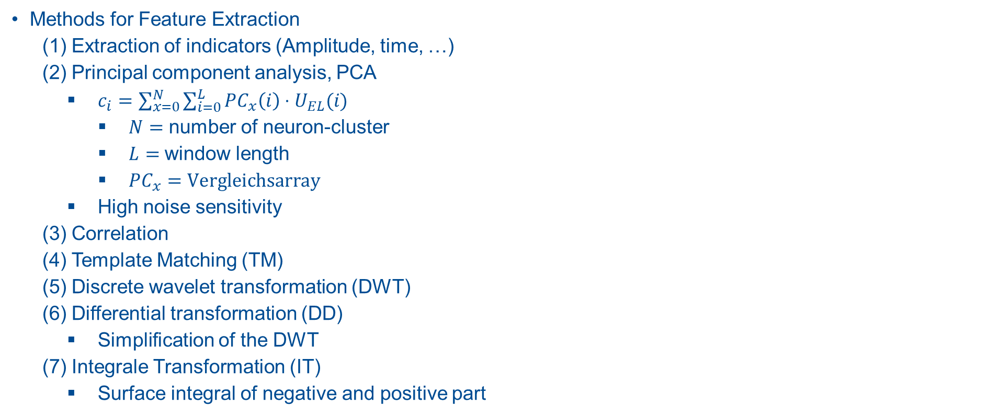 • Methods for Feature Extraction
(1) Extraction of indicators (Amplitude, time, …)
(2) Principal component analysis, PCA
▪ $c_i = \sum_{x=0}^{N} \sum_{i=0}^{L} PC_x(i) \cdot U_{EL}(i)$
▪ $N$ = number of neuron-cluster
▪ $L$ = window length
▪ $PC_x$ = Vergleichsarray
▪ High noise sensitivity
(3) Correlation
(4) Template Matching (TM)
(5) Discrete wavelet transformation (DWT)
(6) Differential transformation (DD)
▪ Simplification of the DWT
(7) Integrale Transformation (IT)
▪ Surface integral of negative and positive part